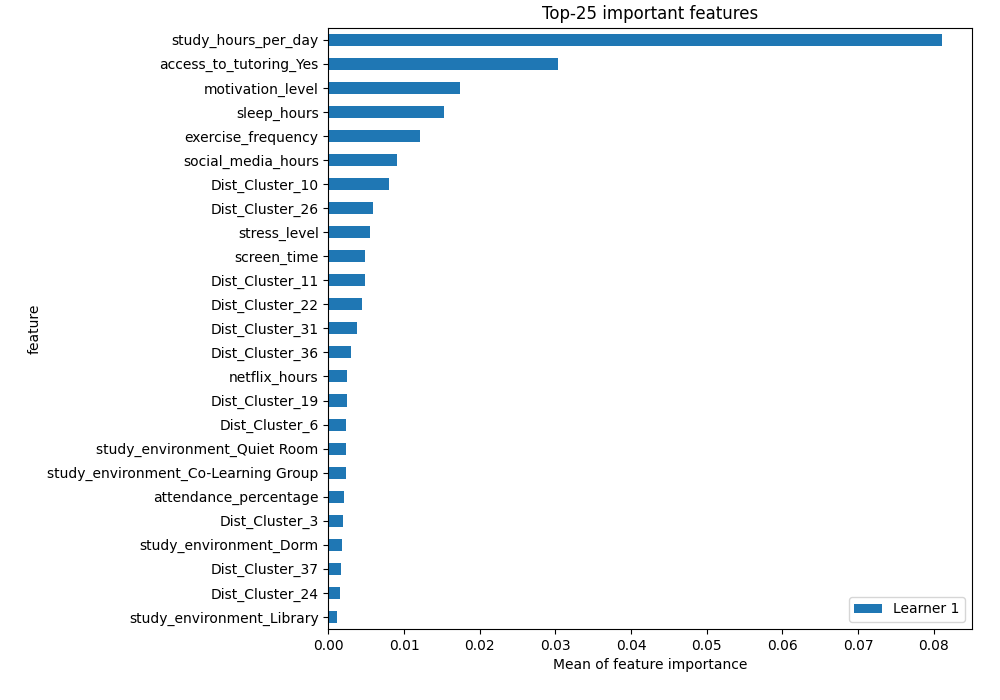 Top-25 important features
study_hours_per_day
access_to_tutoring_Yes
motivation_level
sleep_hours
exercise_frequency
social_media_hours
Dist_Cluster_10
Dist_Cluster_26
stress_level
screen_time
Dist_Cluster_11
Dist_Cluster_22
Dist_Cluster_31
Dist_Cluster_36
netflix_hours
Dist_Cluster_19
Dist_Cluster_6
study_environment_Quiet Room
study_environment_Co-Learning Group
attendance_percentage
Dist_Cluster_3
study_environment_Dorm
Dist_Cluster_37
Dist_Cluster_24
study_environment_Library
feature
Learner 1
0.00 0.01 0.02 0.03 0.04 0.05 0.06 0.07 0.08
Mean of feature importance